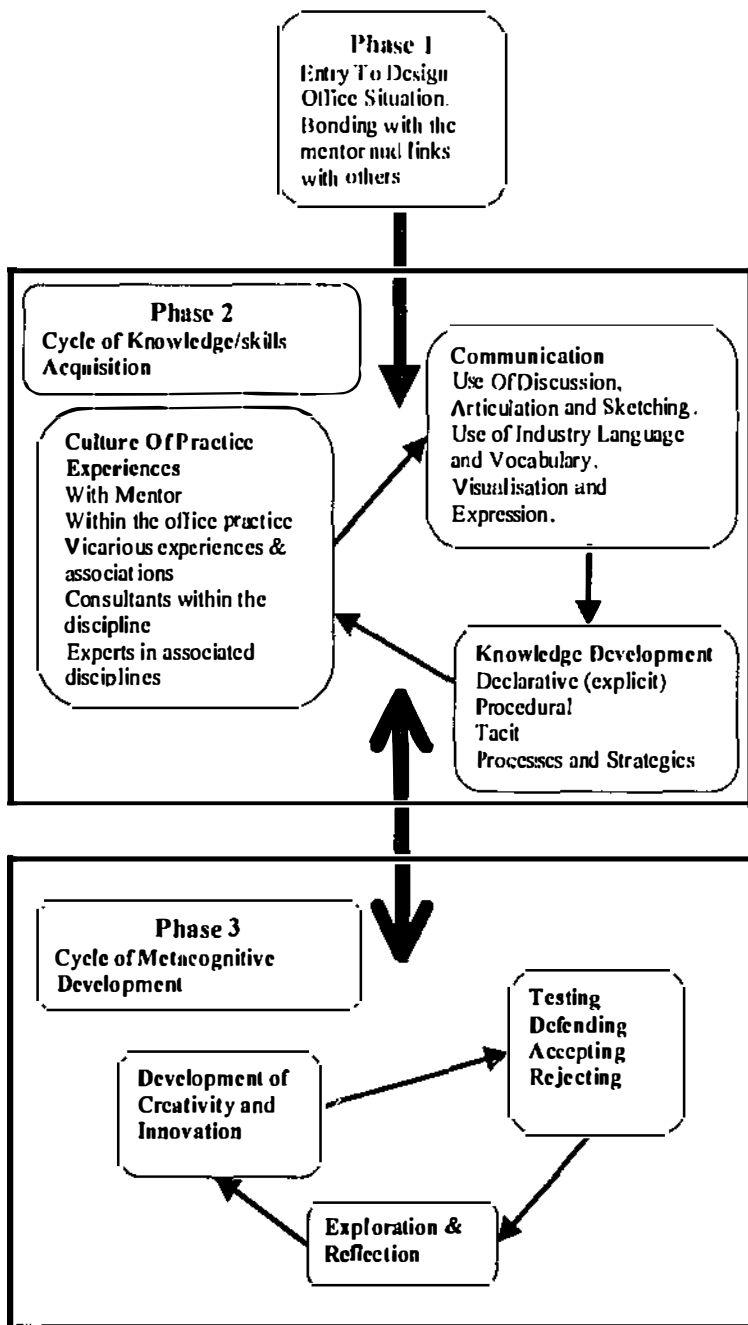 Phase 1
Entry To Design
Office Situation.
Bonding with the
mentor nud links
with others
Phase 2
Cycle of Knowledge/skills
Acquisition
Communication
Use Of Discussion,
Articulation and Sketching.
Use of Industry Language
and Vocabulary.
Visualisation and
Expression.
Culture Of Practice
Experiences
With Mentor
Within the office practice
Vicarious experiences &
associations
Consultants within the
discipline
Experts in associated
disciplines
Knowledge Development
Declarative (explicit)
Procedural
Tacit
Processes and Strategies
Phase 3
Cycle of Metacognitive
Development
Testing
Defending
Accepting
Rejecting
Development of
Creativity and
Innovation
Exploration &
Reflection